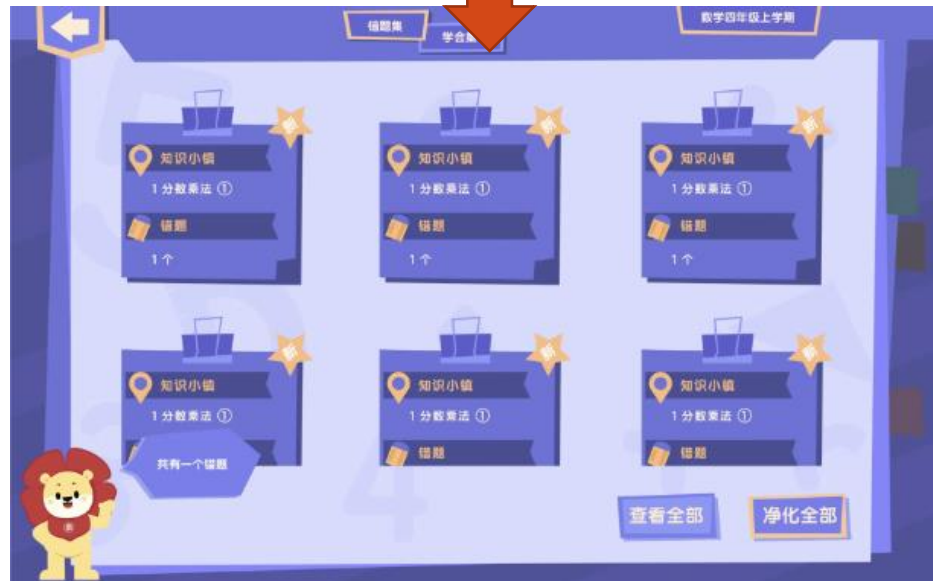 错题集
数学四年级上学期
知识小镇
1 分数乘法 ①
错题
1 个
知识小镇
1 分数乘法 ①
错题
1 个
知识小镇
1 分数乘法 ①
错题
1 个
知识小镇
1 分数乘法 ①
共有一个错题
知识小镇
1 分数乘法 ①
错题
知识小镇
1 分数乘法 ①
错题
查看全部
净化全部